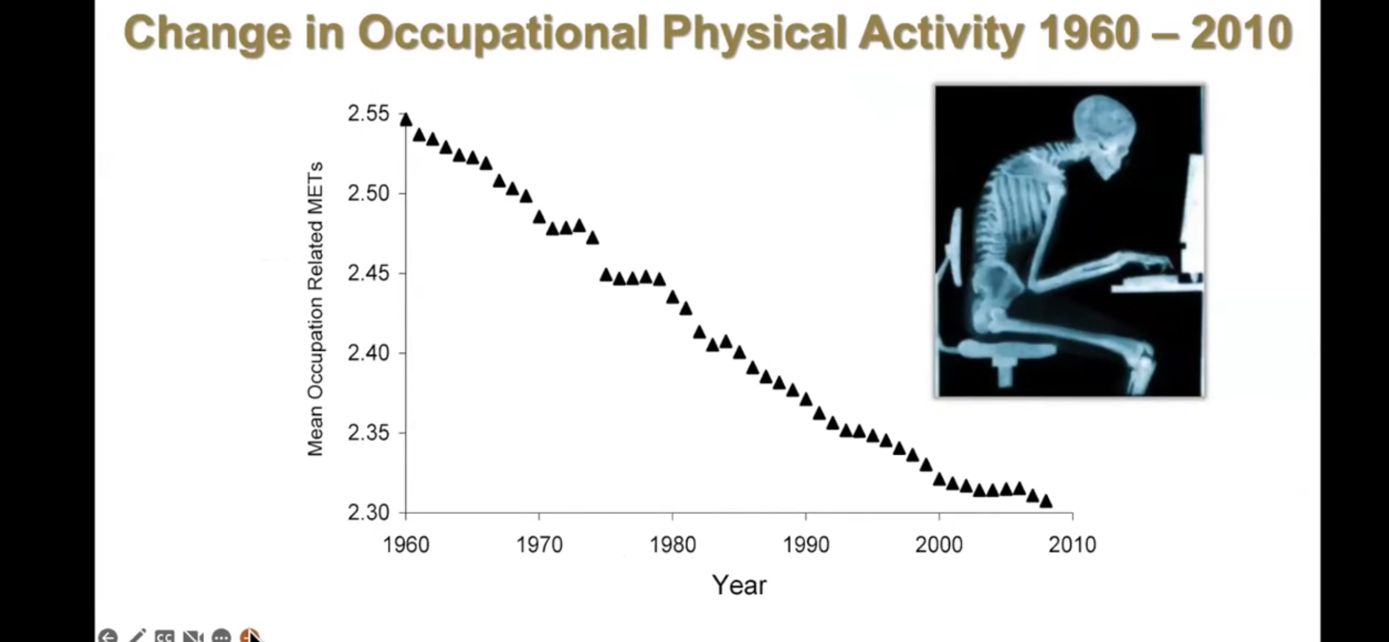 Change in Occupational Physical Activity 1960 – 2010
Mean Occupation Related METs
2.55
2.50
2.45
2.40
2.35
2.30
1960 1970 1980 1990 2000 2010
Year
CC